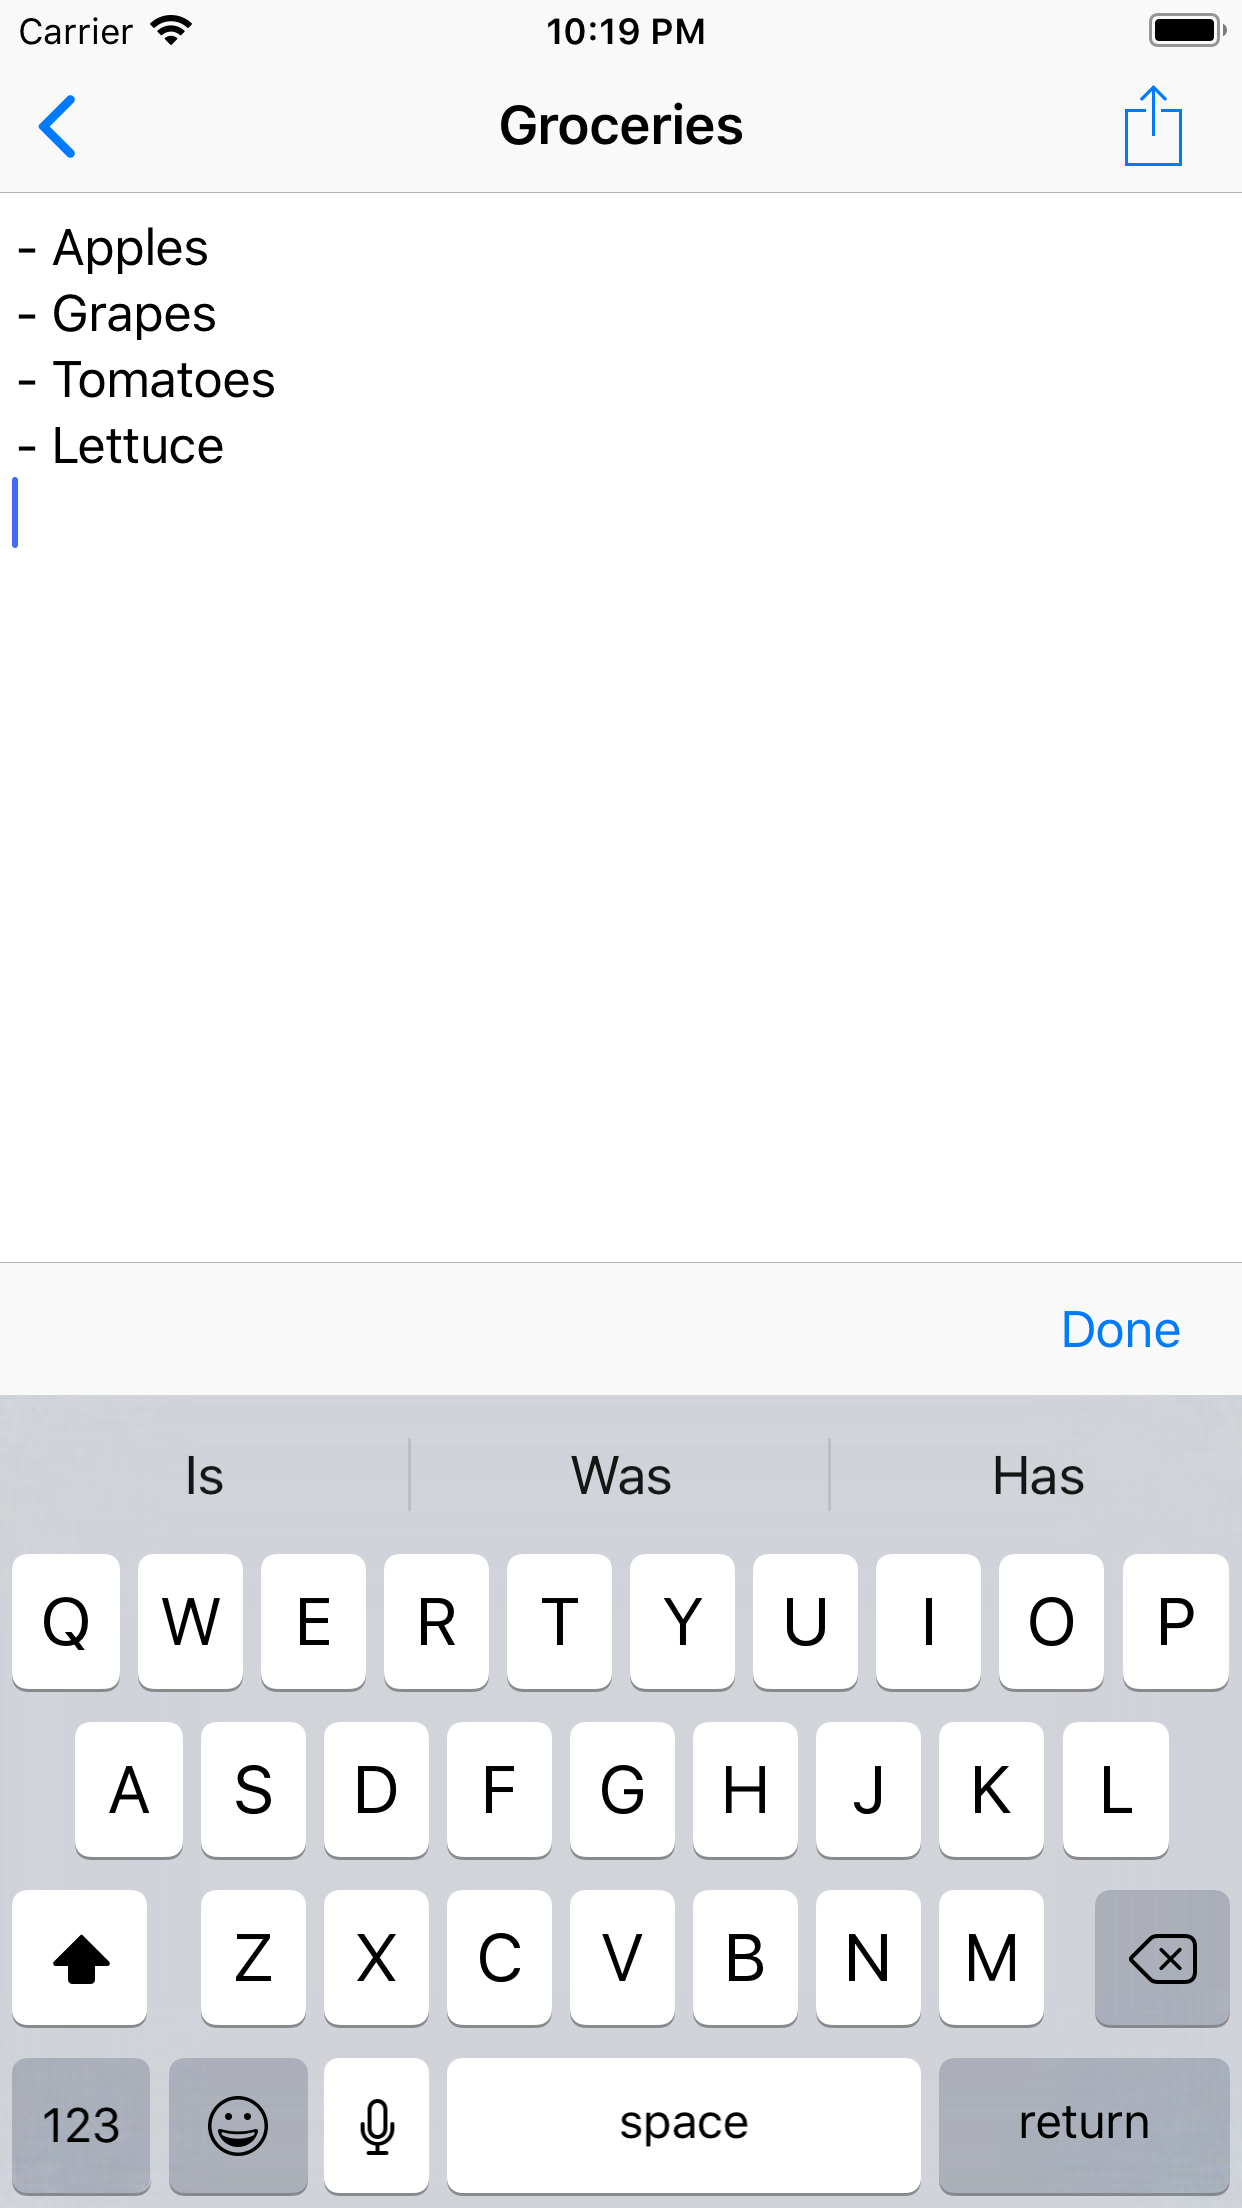 Carrier 10:19 PM
Groceries
- Apples
- Grapes
- Tomatoes
- Lettuce
Done
Is Was Has
Q W E R T Y U I O P
A S D F G H J K L
Z X C V B N M
123 space return